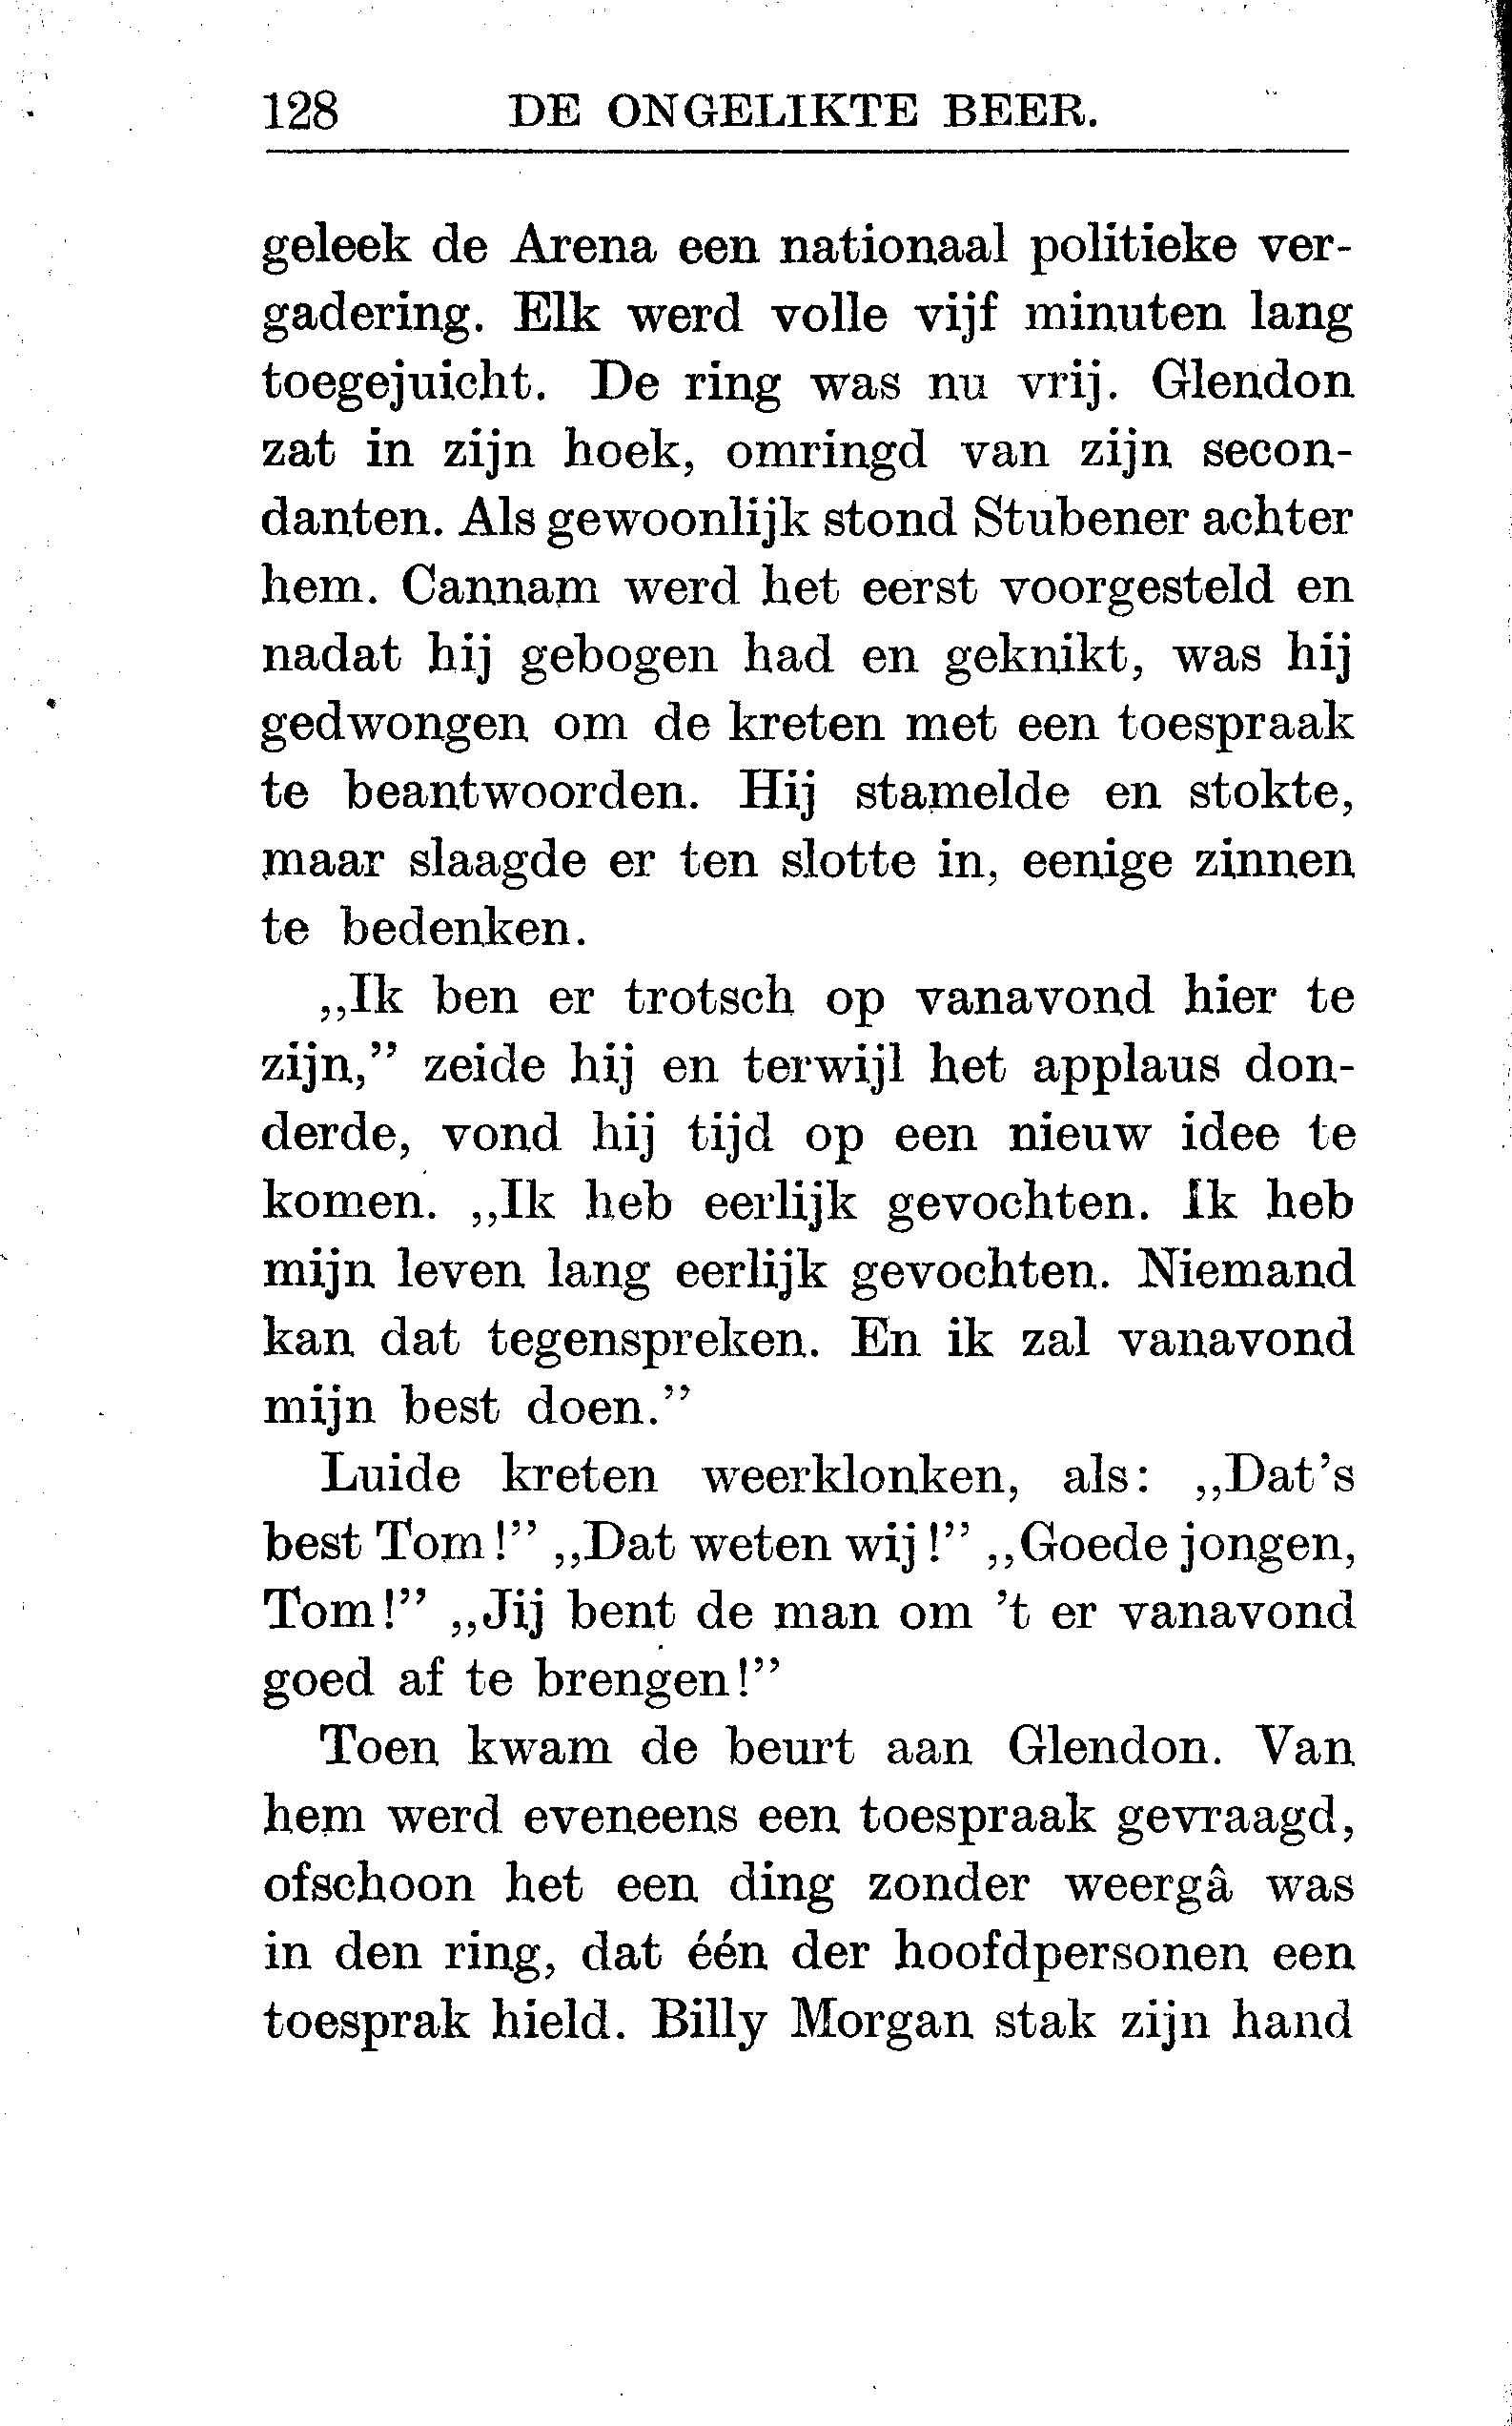 128 DE ONGELIKTE BEER.
geleek de Arena een nationaal politieke ver-
gadering. Elk werd volle vijf minuten lang
toegejuicht. De ring was nu vrij. Glendon
zat in zijn hoek, omringd van zijn secon-
danten. Als gewoonlijk stond Stubener achter
hem. Cannam werd het eerst voorgesteld en
nadat hij gebogen had en geknikt, was hij
gedwongen om de kreten met een toespraak
te beantwoorden. Hij stamelde en stokte,
maar slaagde er ten slotte in, eenige zinnen
te bedenken.
„Ik ben er trotsch op vanavond hier te
zijn,” zeide hij en terwijl het applaus don-
derde, vond hij tijd op een nieuw idee te
komen. „Ik heb eerlijk gevochten. Ik heb
mijn leven lang eerlijk gevochten. Niemand
kan dat tegenspreken. En ik zal vanavond
mijn best doen.”
Luide kreten weerklonken, als: „Dat’s
best Tom!” „Dat weten wij!” „Goede jongen,
Tom!” „Jij bent de man om ’t er vanavond
goed af te brengen!”
Toen kwam de beurt aan Glendon. Van
hem werd eveneens een toespraak gevraagd,
ofschoon het een ding zonder weergâ was
in den ring, dat één der hoofdpersonen een
toesprak hield. Billy Morgan stak zijn hand